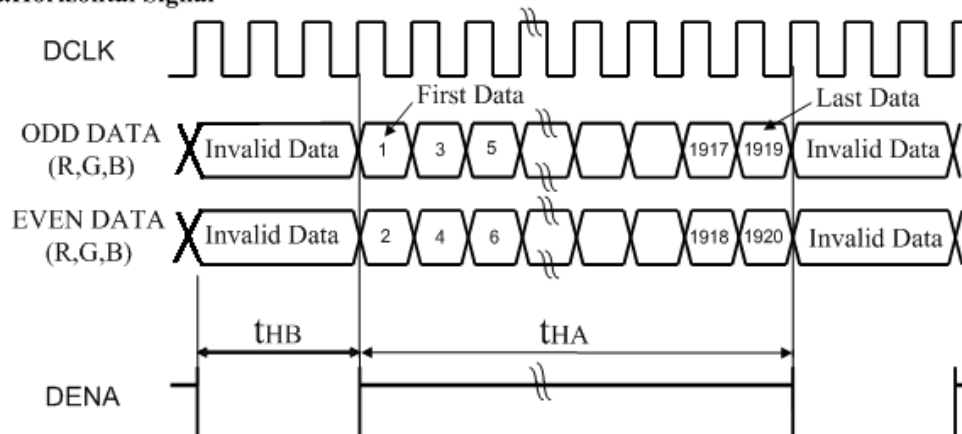 DCLK
First Data
Last Data
ODD DATA
(R,G,B)
Invalid Data 1 3 5 1917 1919 Invalid Data
EVEN DATA
(R,G,B)
Invalid Data 2 4 6 1918 1920 Invalid Data
tHB tHA
DENA